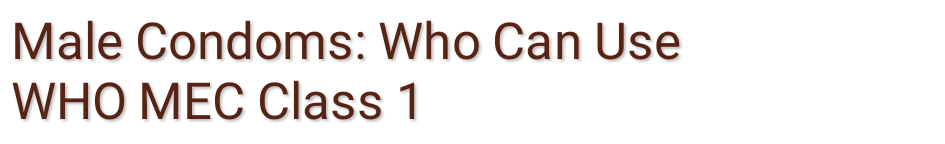 Male Condoms: Who Can Use
WHO MEC Class 1